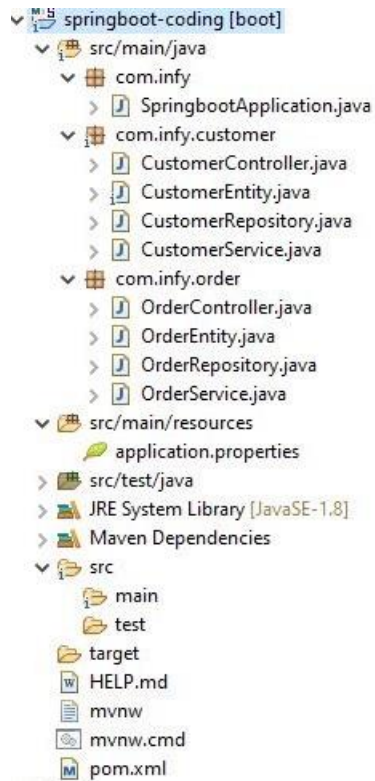 springboot-coding [boot]
src/main/java
com.infy
SpringbootApplication.java
com.infy.customer
CustomerController.java
CustomerEntity.java
CustomerRepository.java
CustomerService.java
com.infy.order
OrderController.java
OrderEntity.java
OrderRepository.java
OrderService.java
src/main/resources
application.properties
src/test/java
JRE System Library [JavaSE-1.8]
Maven Dependencies
src
main
test
target
HELP.md
mvnw
mvnw.cmd
pom.xml